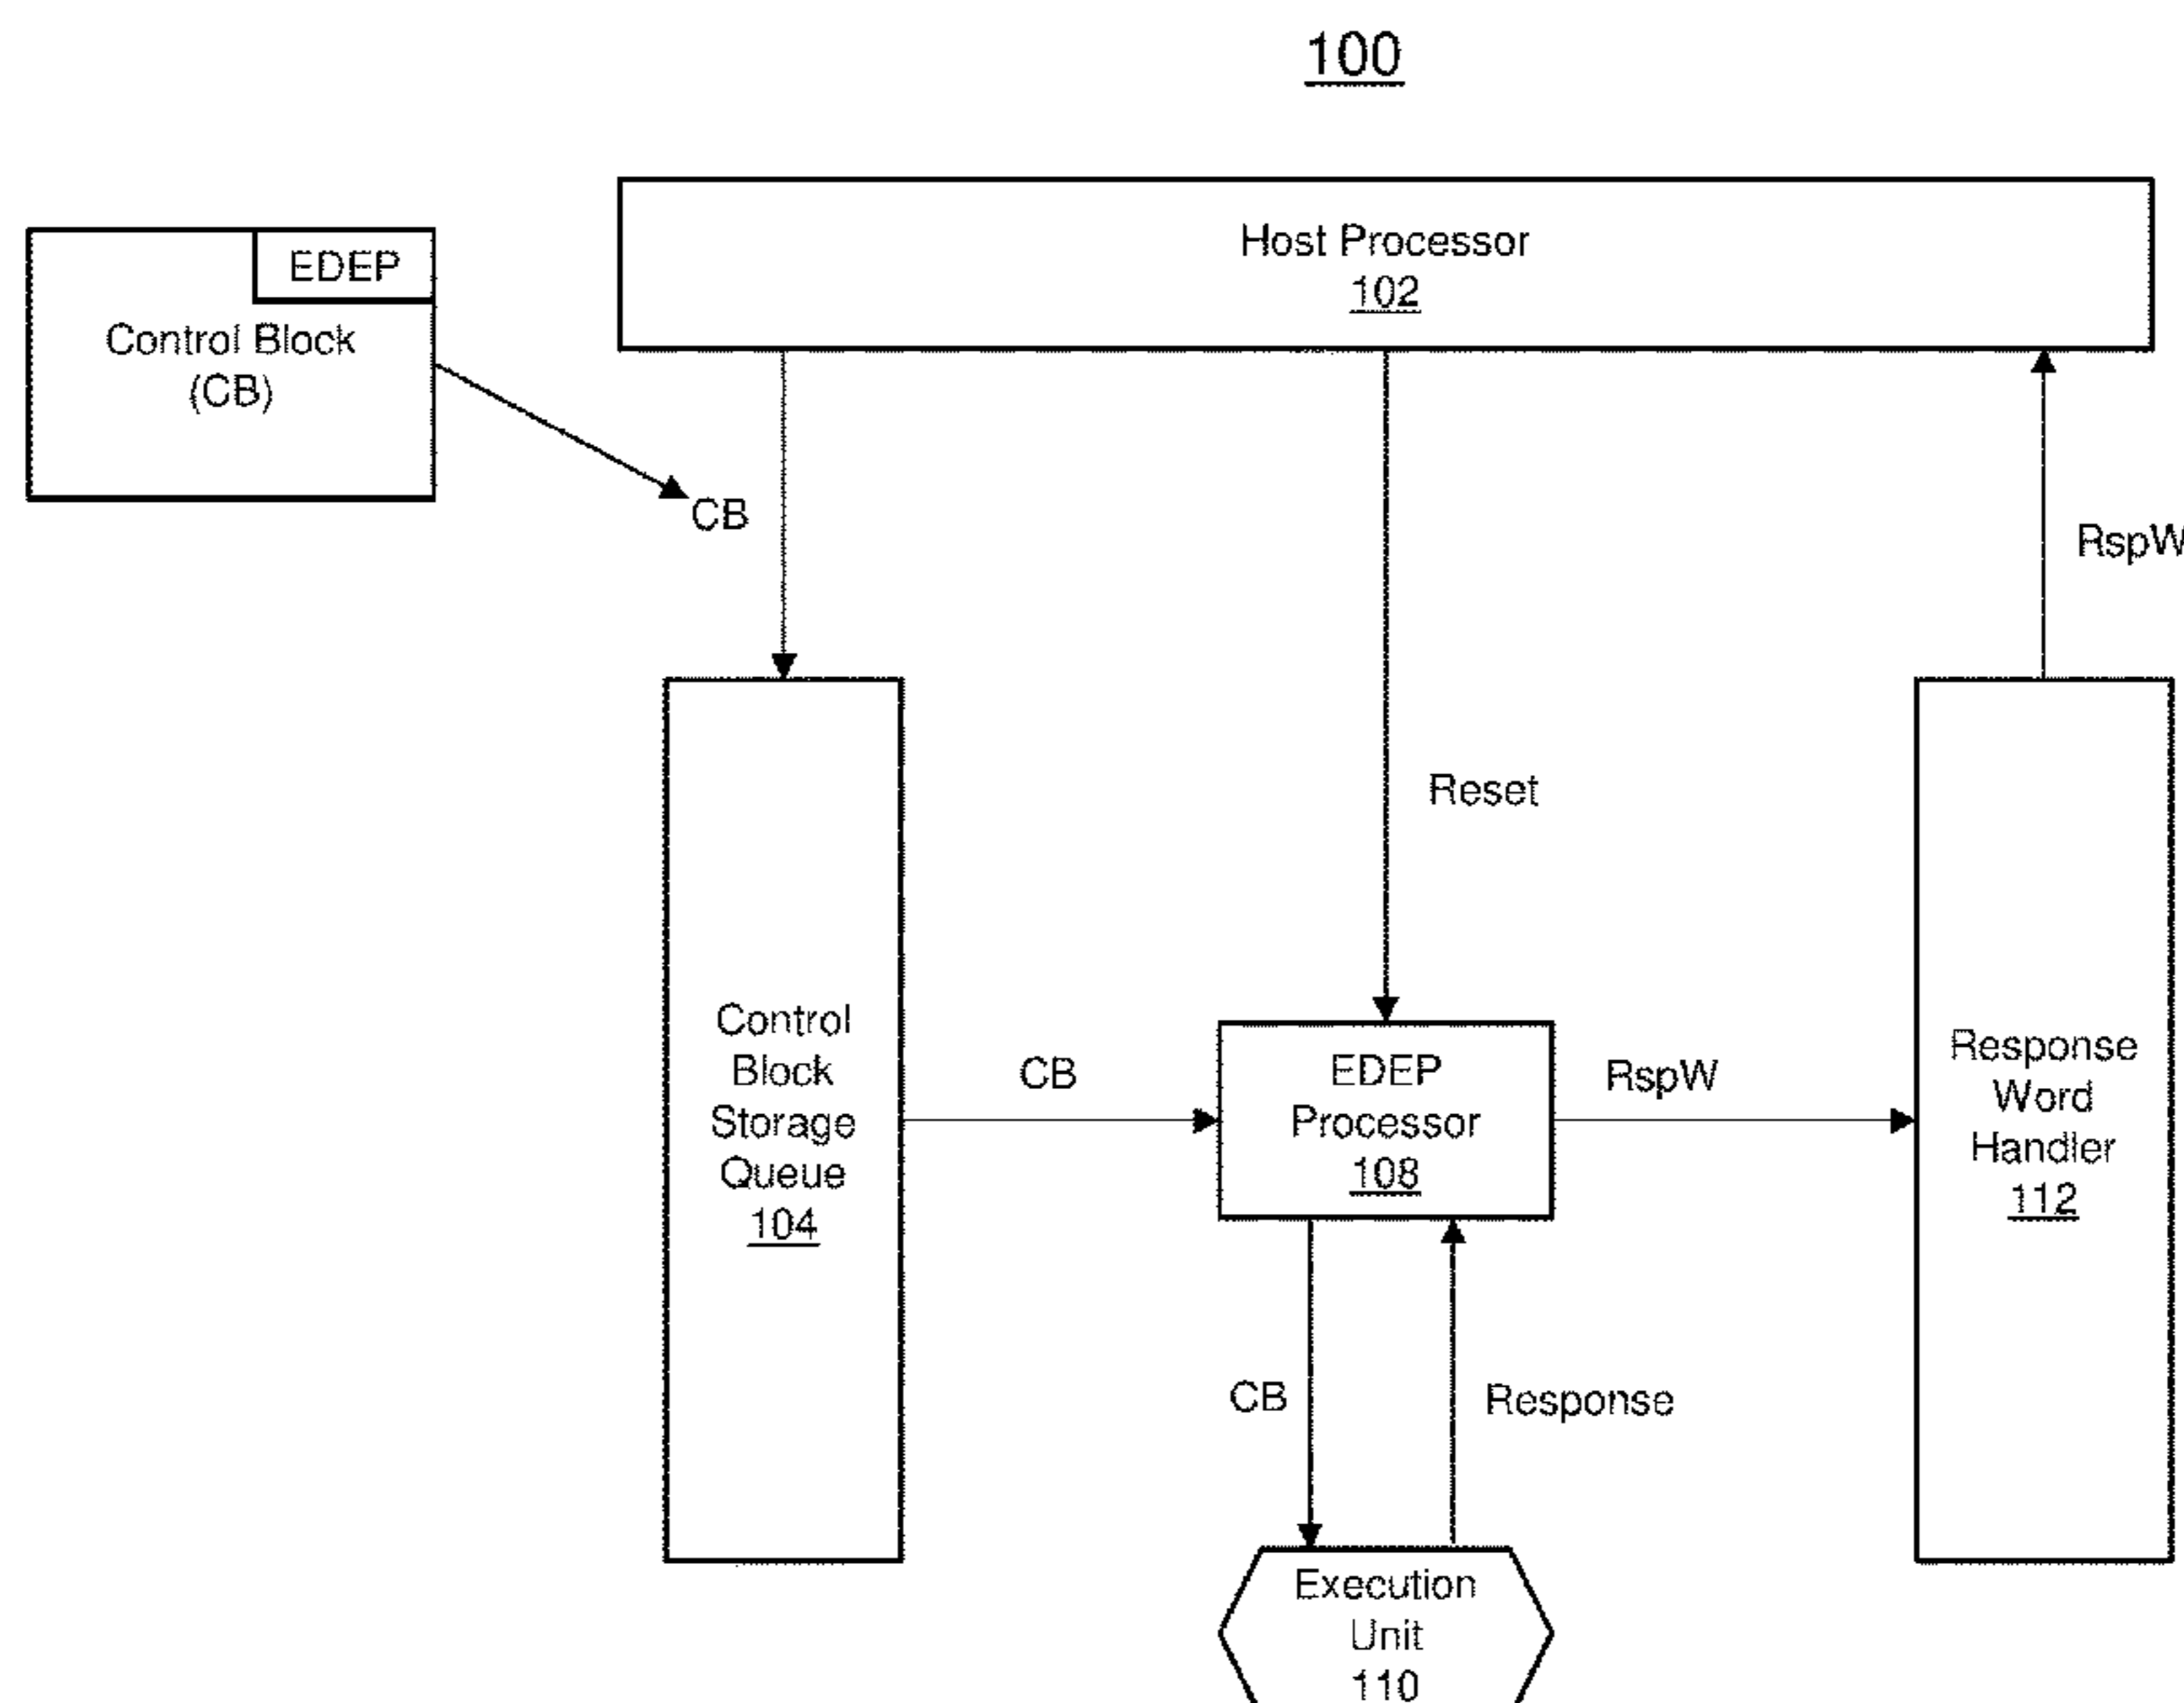 100
Host Processor
102
EDEP
Control Block
(CB)
CB
RspW
Reset
Control
Block
Storage
Queue
104
CB
EDEP
Processor
108
RspW
Response
Word
Handler
112
CB
Response
Execution
Unit
110